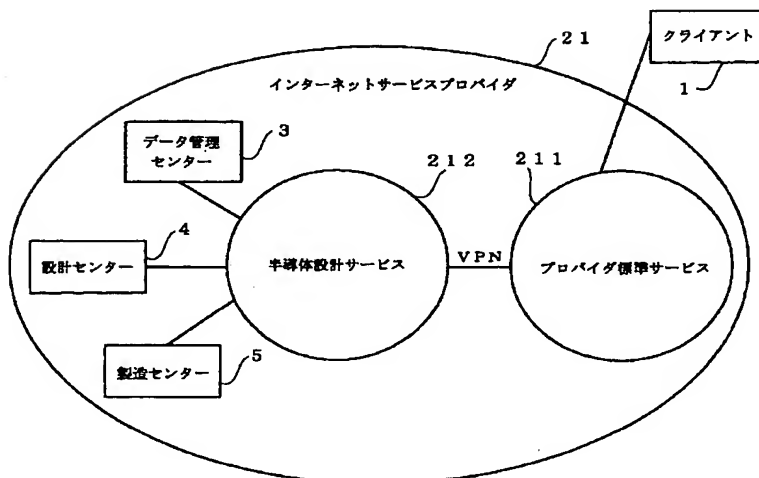 21
クライアント
1
インターネットサービスプロバイダ
データ管理
センター
3
212
211
4
設計センター
半導体設計サービス
VPN
プロバイダ標準サービス
製造センター
5